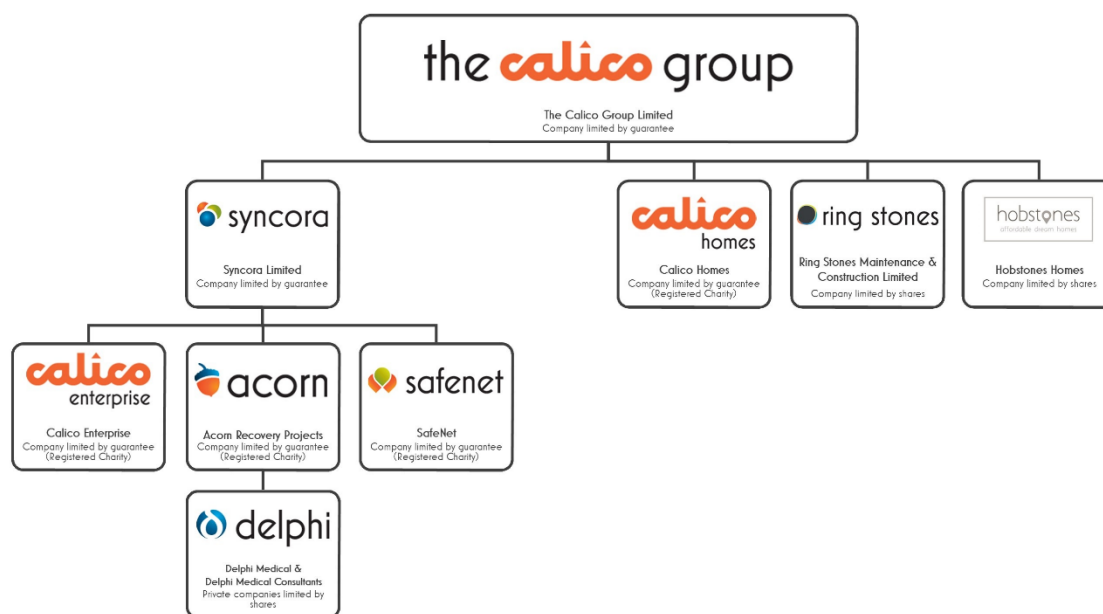 the calico group
The Calico Group Limited
Company limited by guarantee
syncora
Syncora Limited
Company limited by guarantee
calico
homes
Calico Homes
Company limited by guarantee
(Registered Charity)
ring stones
Ring Stones Maintenance &
Construction Limited
Company limited by shares
hobstones
affordable dream homes
Hobstones Homes
Company limited by shares
calico
enterprise
Calico Enterprise
Company limited by guarantee
(Registered Charity)
acorn
Acorn Recovery Projects
Company limited by guarantee
(Registered Charity)
safenet
SafeNet
Company limited by guarantee
(Registered Charity)
delphi
Delphi Medical &
Delphi Medical Consultants
Private companies limited by
shares